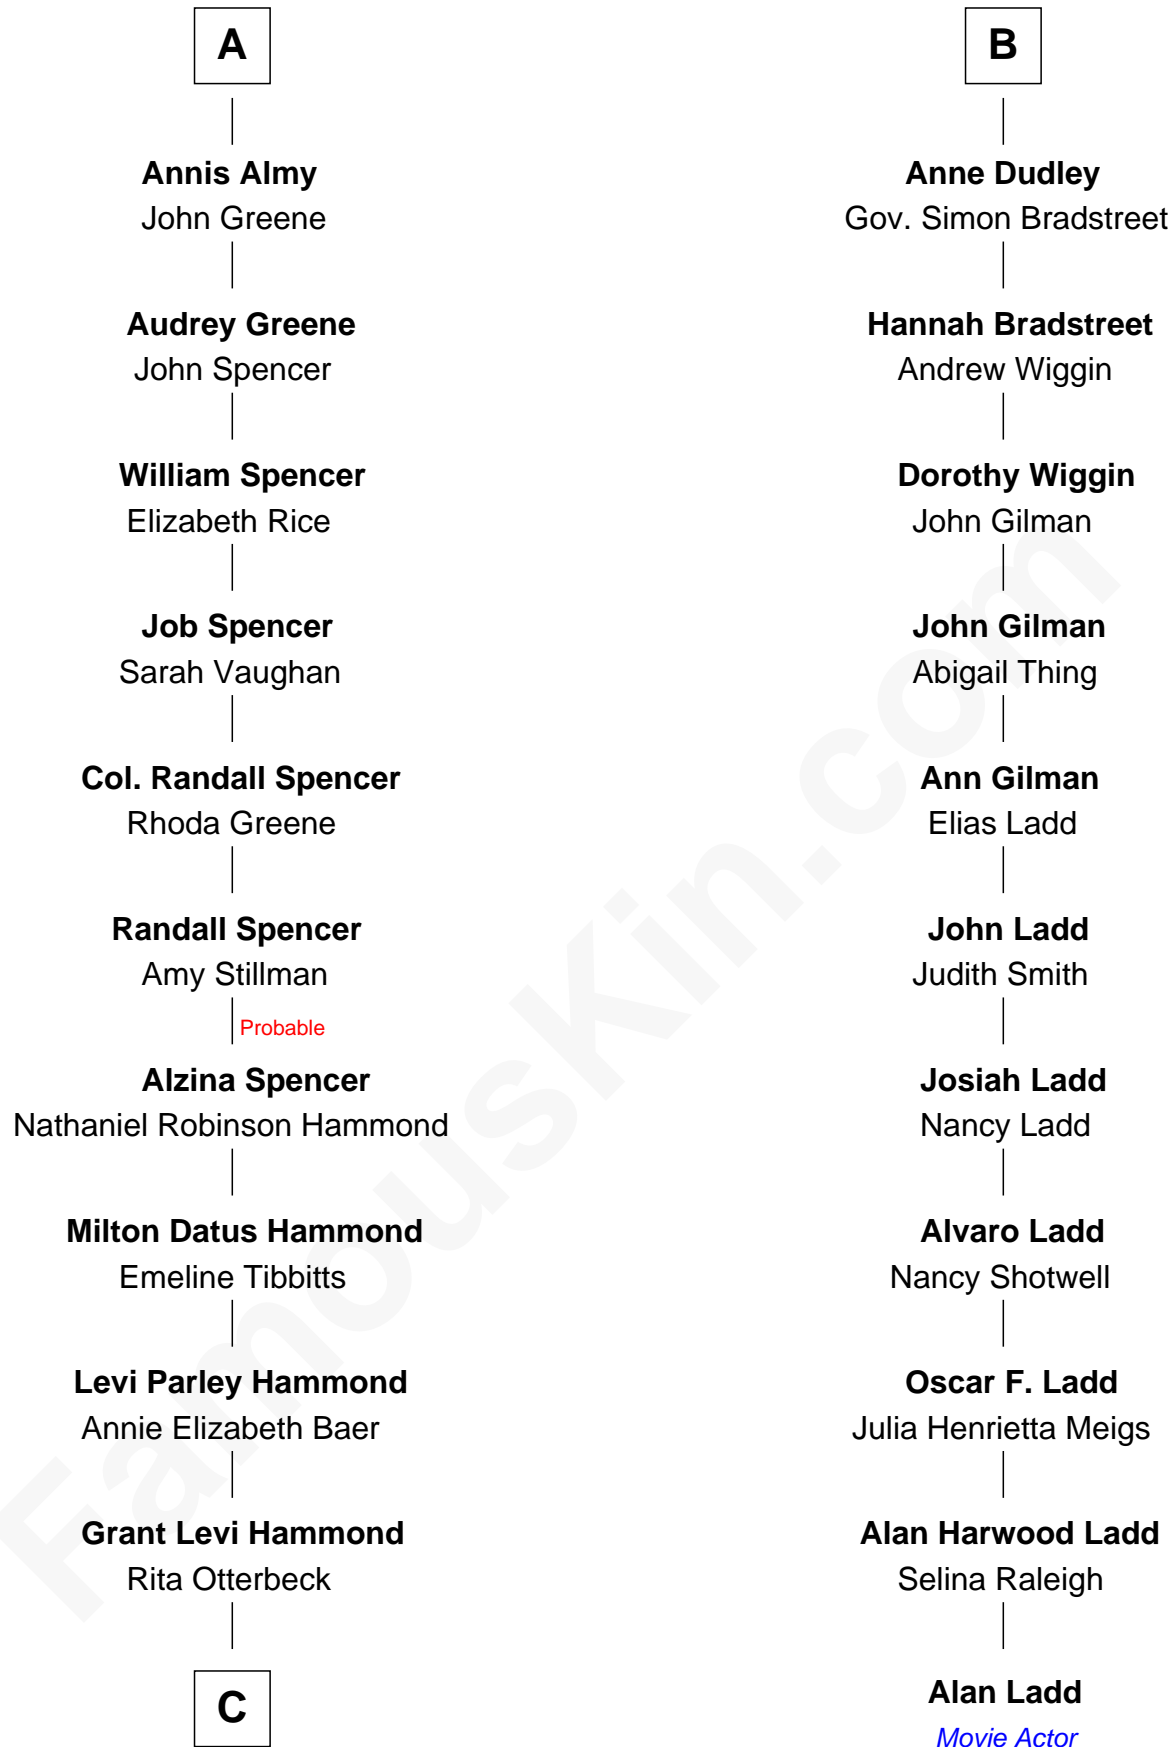 A
Annis Almy
John Greene
Audrey Greene
John Spencer
William Spencer
Elizabeth Rice
Job Spencer
Sarah Vaughan
Col. Randall Spencer
Rhoda Greene
Randall Spencer
Amy Stillman
Probable
Alzina Spencer
Nathaniel Robinson Hammond
Milton Datus Hammond
Emeline Tibbitts
Levi Parley Hammond
Annie Elizabeth Baer
Grant Levi Hammond
Rita Otterbeck
C
B
Anne Dudley
Gov. Simon Bradstreet
Hannah Bradstreet
Andrew Wiggin
Dorothy Wiggin
John Gilman
John Gilman
Abigail Thing
Ann Gilman
Elias Ladd
John Ladd
Judith Smith
Josiah Ladd
Nancy Ladd
Alvaro Ladd
Nancy Shotwell
Oscar F. Ladd
Julia Henrietta Meigs
Alan Harwood Ladd
Selina Raleigh
Alan Ladd
Movie Actor
FamousKin.com